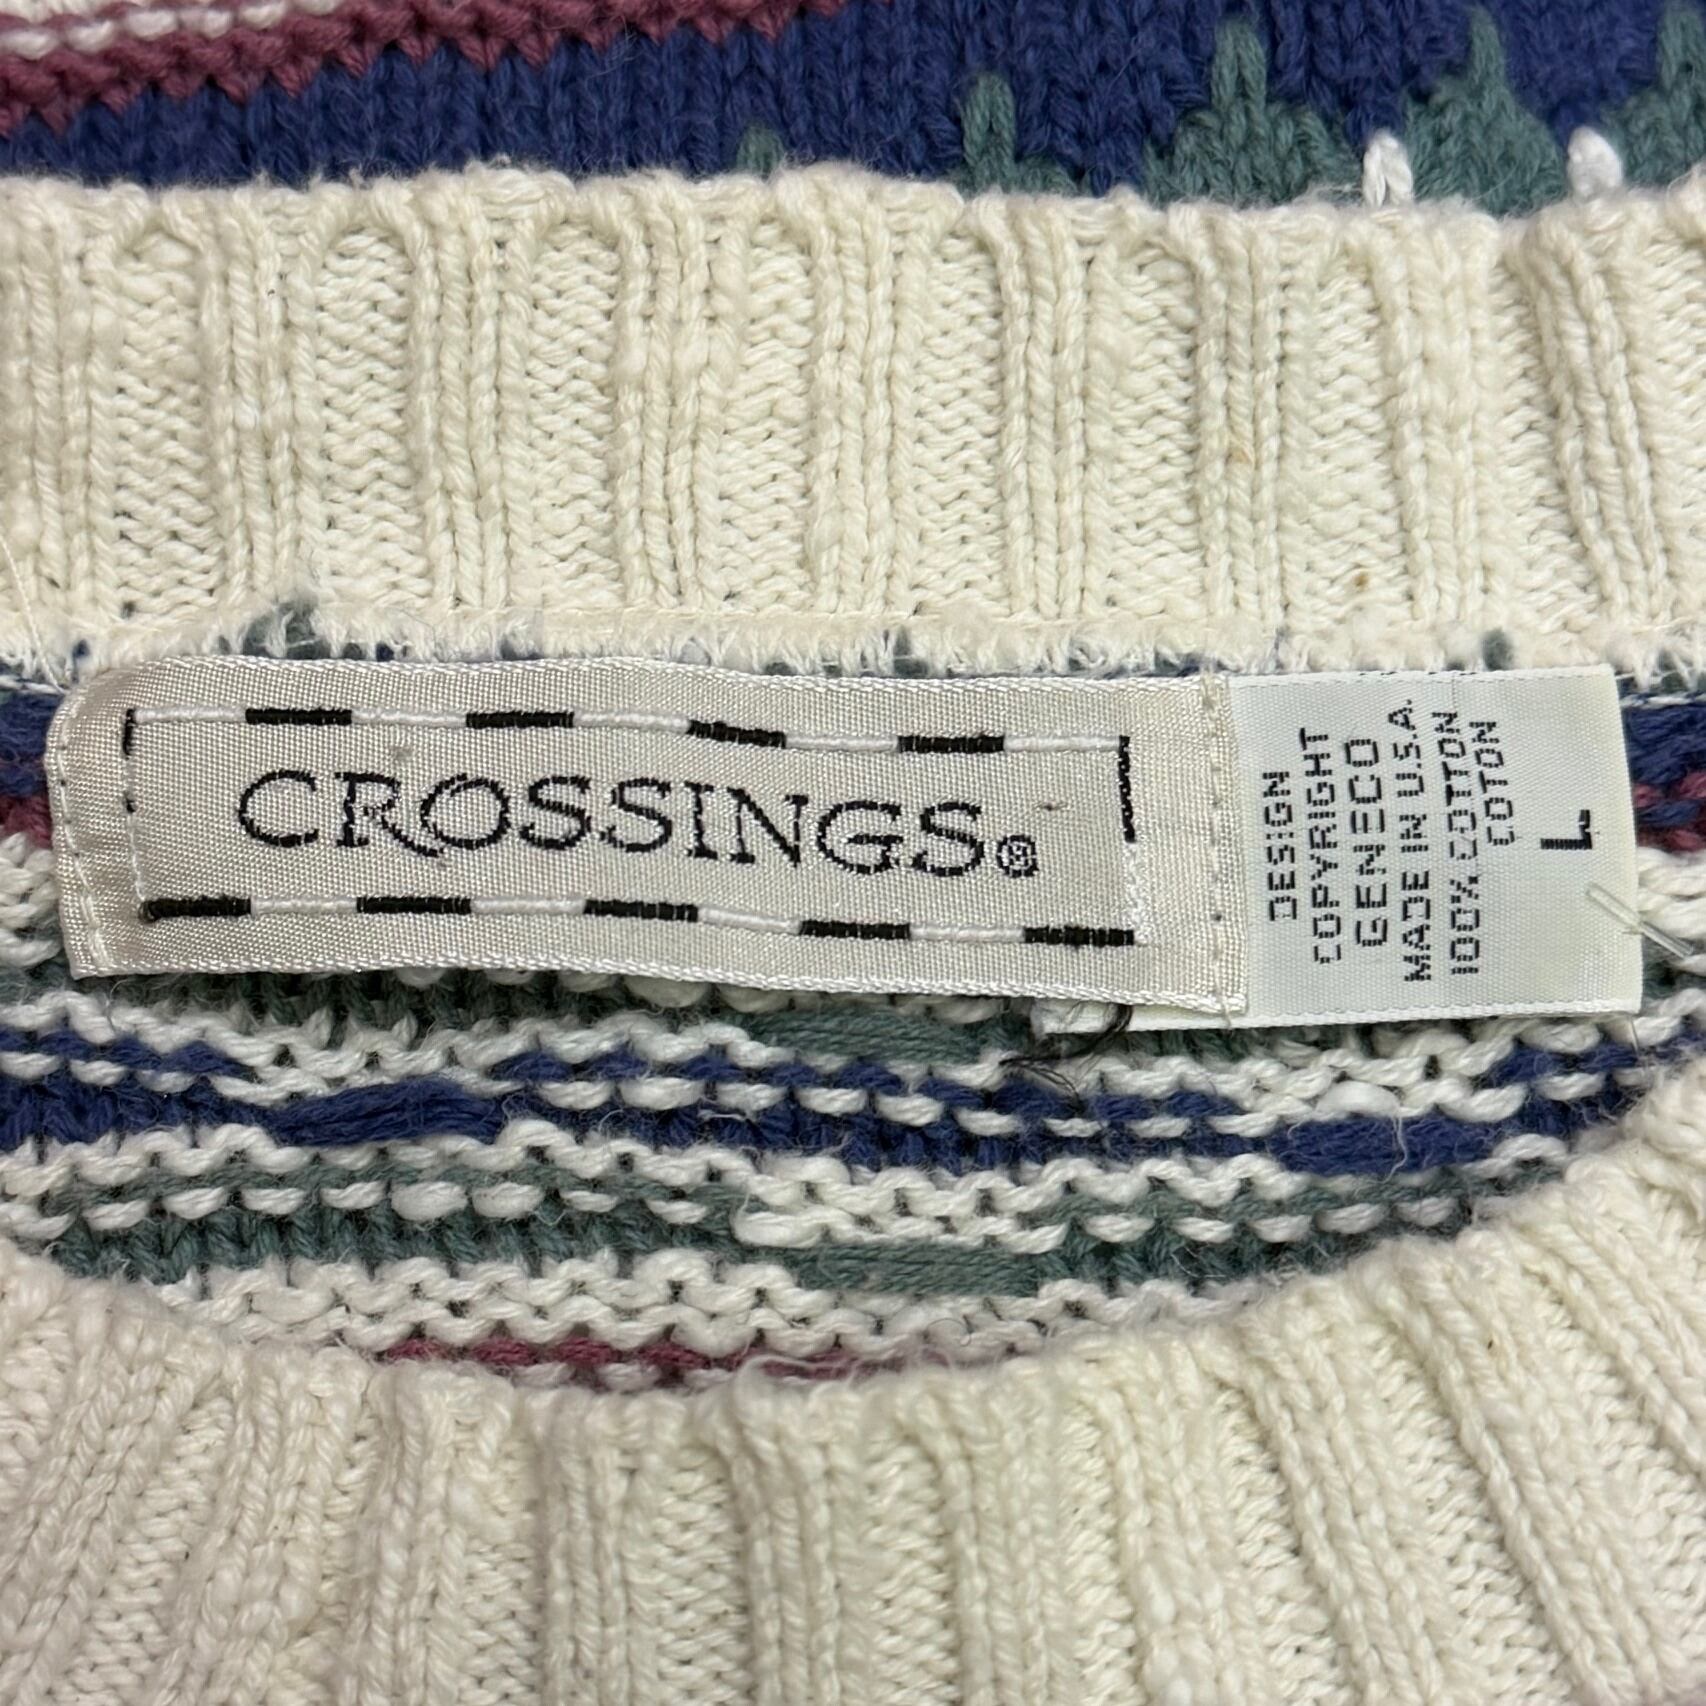 CROSSINGS®
DESIGN
COPYRIGHT
GENECO
MADE IN U.S.A.
100% COTTON
COTON
L